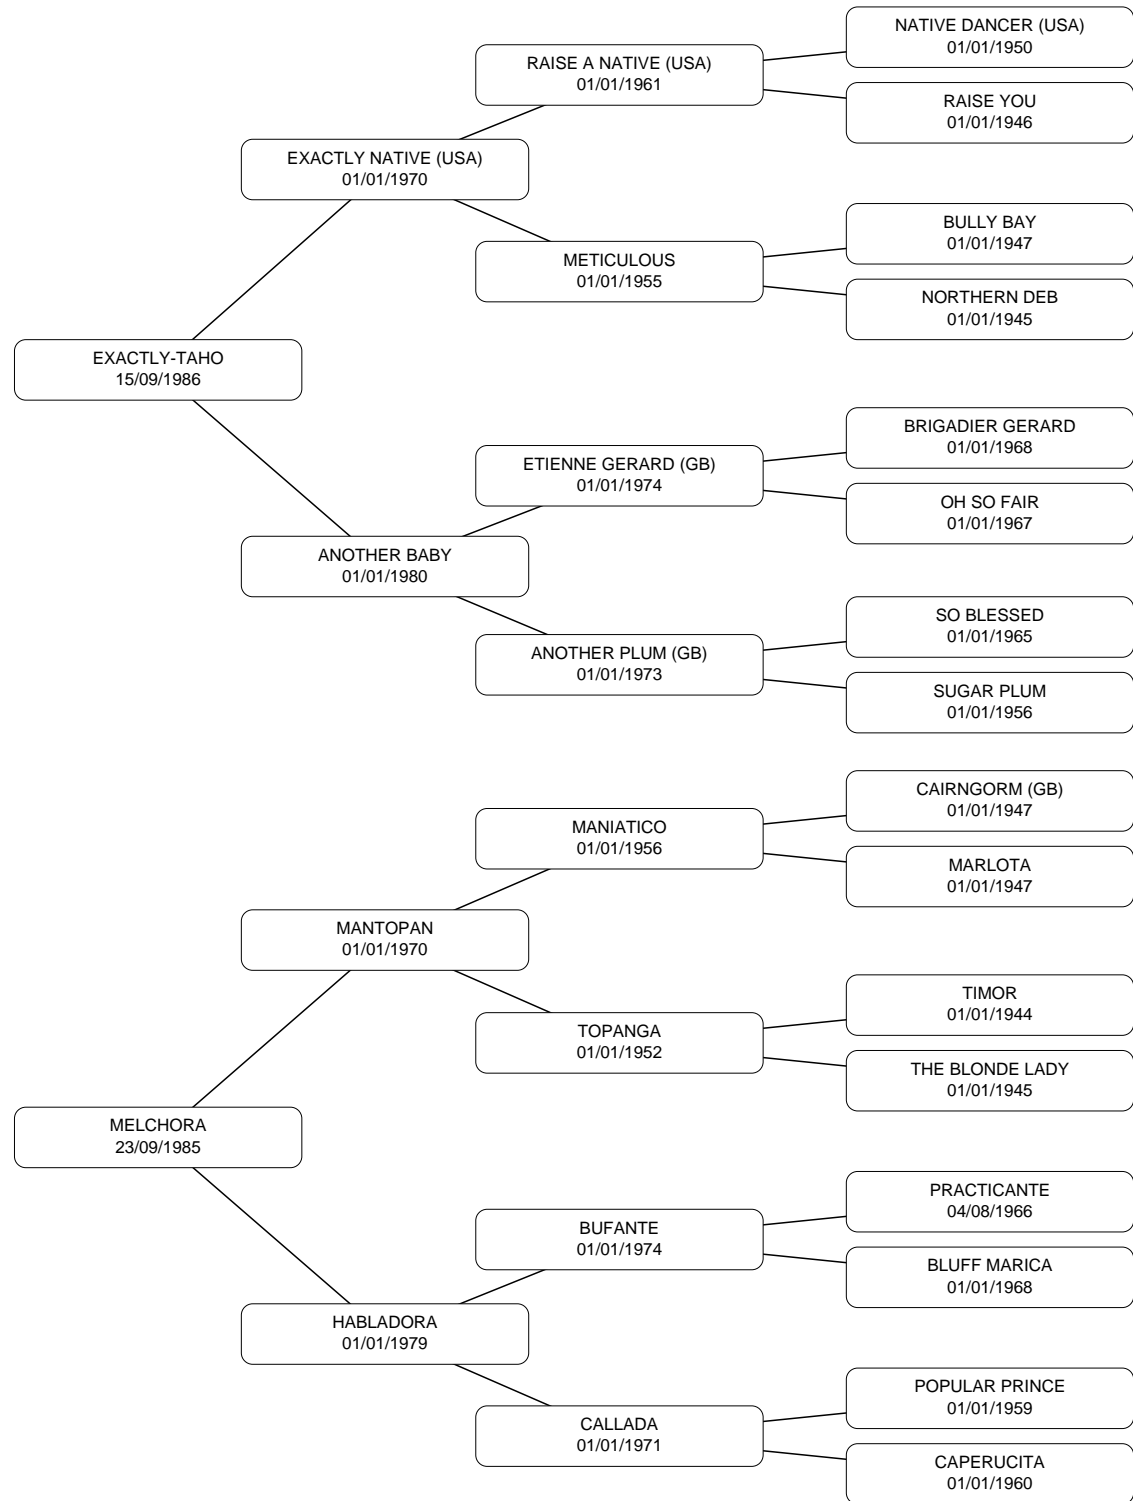 NATIVE DANCER (USA)
01/01/1950
RAISE A NATIVE (USA)
01/01/1961
RAISE YOU
01/01/1946
EXACTLY NATIVE (USA)
01/01/1970
BULLY BAY
01/01/1947
METICULOUS
01/01/1955
NORTHERN DEB
01/01/1945
EXACTLY-TAHO
15/09/1986
BRIGADIER GERARD
01/01/1968
ETIENNE GERARD (GB)
01/01/1974
OH SO FAIR
01/01/1967
ANOTHER BABY
01/01/1980
SO BLESSED
01/01/1965
ANOTHER PLUM (GB)
01/01/1973
SUGAR PLUM
01/01/1956
CAIRNGORM (GB)
01/01/1947
MANIATICO
01/01/1956
MARLOTA
01/01/1947
MANTOPAN
01/01/1970
TIMOR
01/01/1944
TOPANGA
01/01/1952
THE BLONDE LADY
01/01/1945
MELCHORA
23/09/1985
PRACTICANTE
04/08/1966
BUFANTE
01/01/1974
BLUFF MARICA
01/01/1968
HABLADORA
01/01/1979
POPULAR PRINCE
01/01/1959
CALLADA
01/01/1971
CAPERUCITA
01/01/1960